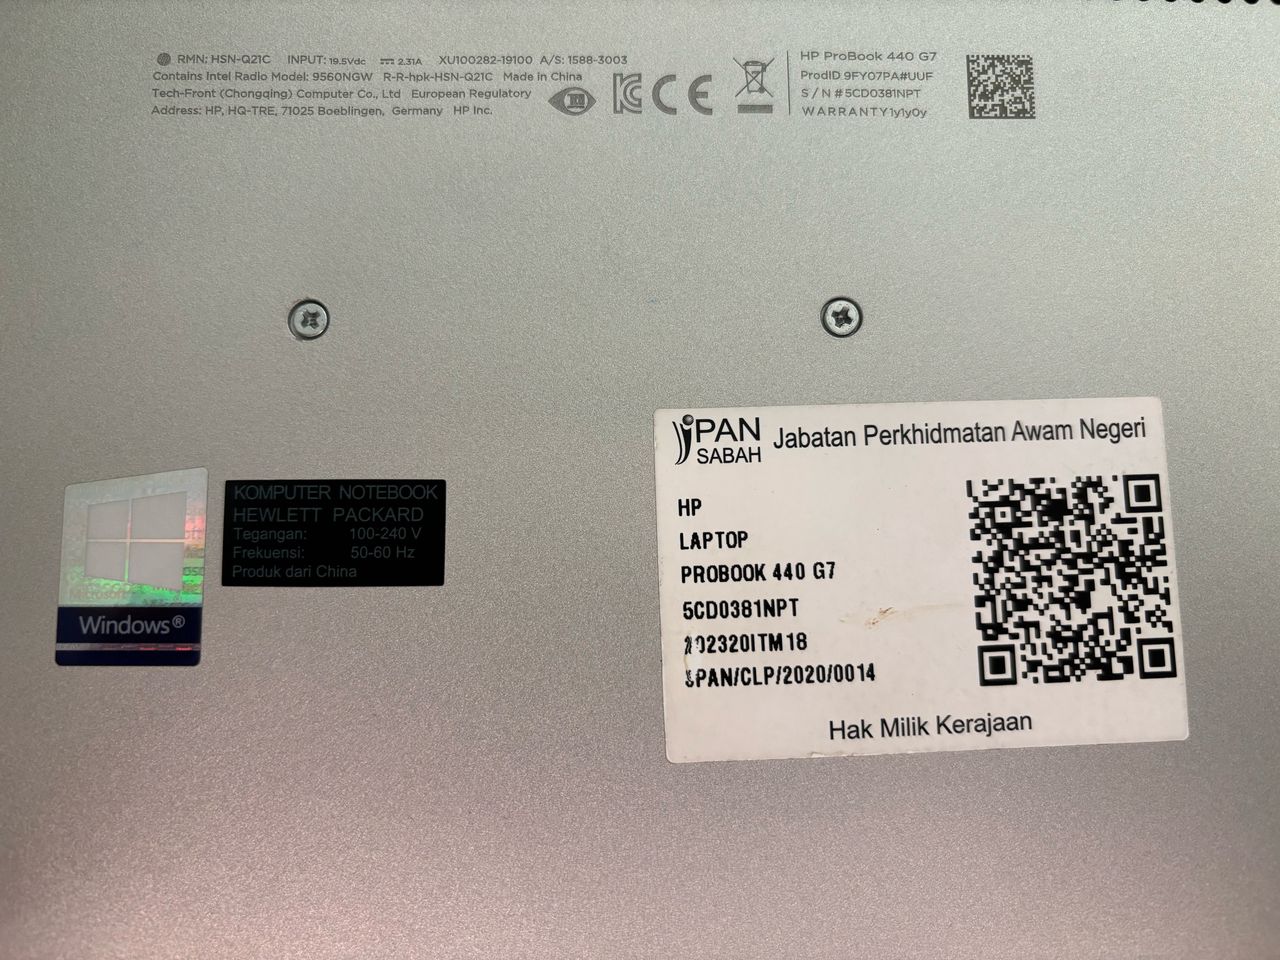 RMN: HSN-Q21C INPUT: 19.5Vdc 2.31A XU100282-19100 A/S: 1588-3003
Contains Intel Radio Model: 9560NGW R-R-hpk-HSN-Q21C Made in China
Tech-Front (Chongqing) Computer Co., Ltd European Regulatory
Address: HP, HQ-TRE, 71025 Boeblingen, Germany HP Inc.
HP ProBook 440 G7
ProdID 9FY07PA#UUF
S / N # 5CD0381NPT
WARRANTY 1y1y0y
Microsoft
Windows®
KOMPUTER NOTEBOOK
HEWLETT PACKARD
Tegangan: 100-240 V
Frekuensi: 50-60 Hz
Produk dari China
jPAN SABAH
Jabatan Perkhidmatan Awam Negeri
HP
LAPTOP
PROBOOK 440 G7
5CD0381NPT
JPAN/CLP/2020/0014
Hak Milik Kerajaan